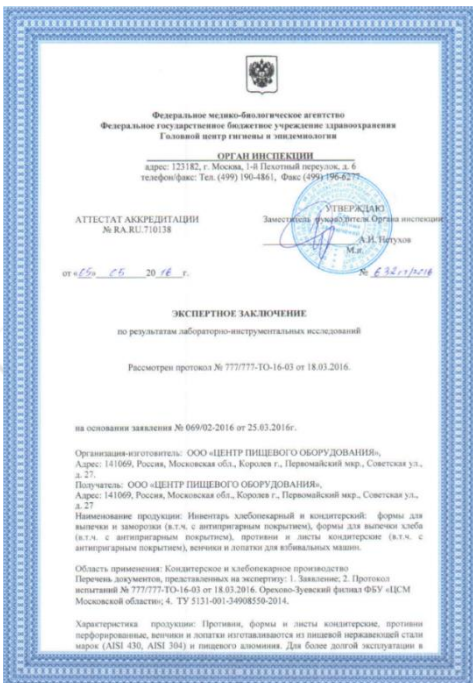 Федеральное медико-биологическое агентство
Федеральное государственное бюджетное учреждение здравоохранения
Головной центр гигиены и эпидемиологии
ОРГАН ИНСПЕКЦИИ
адрес: 123182, г. Москва, 1-й Пехотный переулок, д. 6
телефон/факс: Тел. (499) 190-4861, Факс (499) 196-6277
УТВЕРЖДАЮ
АТТЕСТАТ АККРЕДИТАЦИИ
Заместитель руководителя Органа инспекции
№ RA.RU.710138
А.И. Петухов
М.п.
от «05» 05 2016 г.
№
ЭКСПЕРТНОЕ ЗАКЛЮЧЕНИЕ
по результатам лабораторно-инструментальных исследований
Рассмотрен протокол № 777/777-ТО-16-03 от 18.03.2016.
на основании заявления № 069/02-2016 от 25.03.2016г.
Организация-изготовитель: ООО «ЦЕНТР ПИЩЕВОГО ОБОРУДОВАНИЯ»,
Адрес: 141069, Россия, Московская обл., Королев г., Первомайский мкр., Советская ул.,
д. 27.
Получатель: ООО «ЦЕНТР ПИЩЕВОГО ОБОРУДОВАНИЯ»,
Адрес: 141069, Россия, Московская обл., Королев г., Первомайский мкр., Советская ул.,
д. 27
Наименование продукции: Инвентарь хлебопекарный и кондитерский: формы для
выпечки и заморозки (в.т.ч. с антипригарным покрытием), формы для выпечки хлеба
(в.т.ч. с антипригарным покрытием), противни и листы кондитерские (в.т.ч. с
антипригарным покрытием), венчики и лопатки для взбивальных машин.
Область применения: Кондитерское и хлебопекарное производство
Перечень документов, представленных на экспертизу: 1. Заявление; 2. Протокол
испытаний № 777/777-ТО-16-03 от 18.03.2016. Орехово-Зуевский филиал ФБУ «ЦСМ
Московской области»; 4. ТУ 5131-001-34908550-2014.
Характеристика продукции: Противни, формы и листы кондитерские, противни
перфорированные, венчики и лопатки изготавливаются из пищевой нержавеющей стали
марок (AISI 430, AISI 304) и пищевого алюминия. Для более долгой эксплуатации в